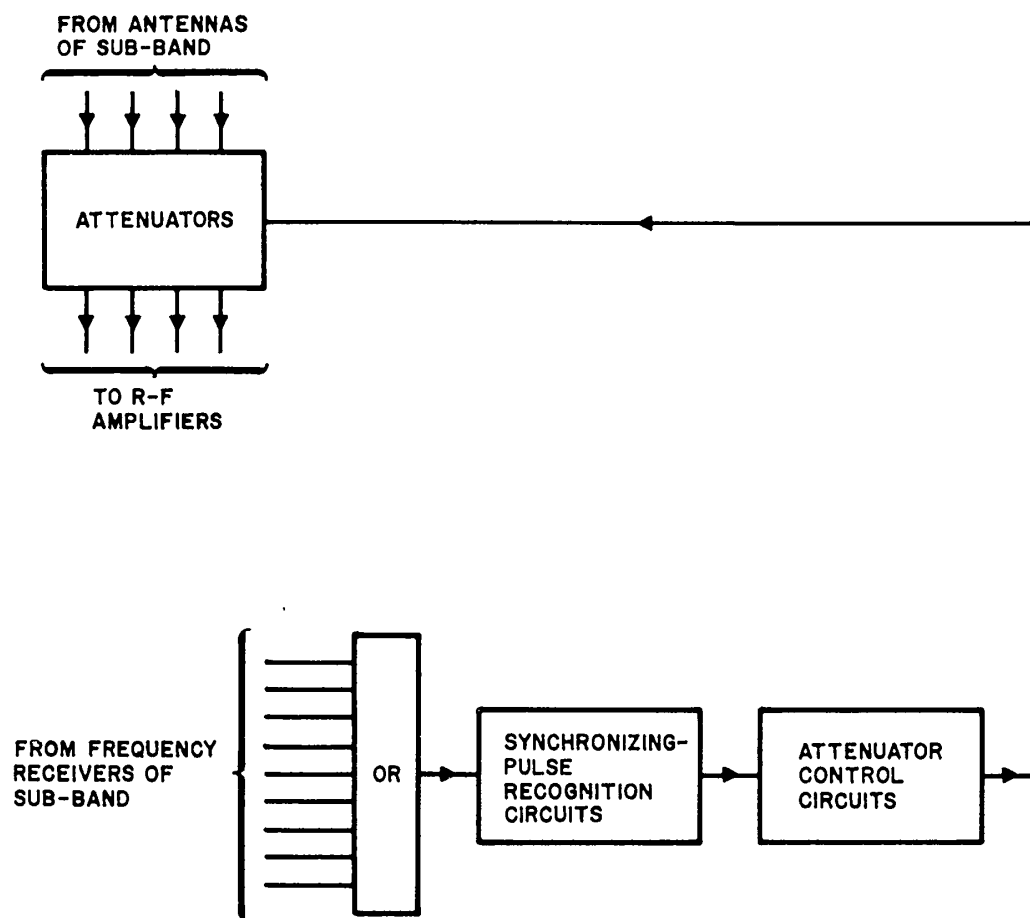 FROM ANTENNAS
OF SUB-BAND
ATTENUATORS
TO R-F
AMPLIFIERS
FROM FREQUENCY
RECEIVERS OF
SUB-BAND
OR
SYNCHRONIZING-
PULSE
RECOGNITION
CIRCUITS
ATTENUATOR
CONTROL
CIRCUITS